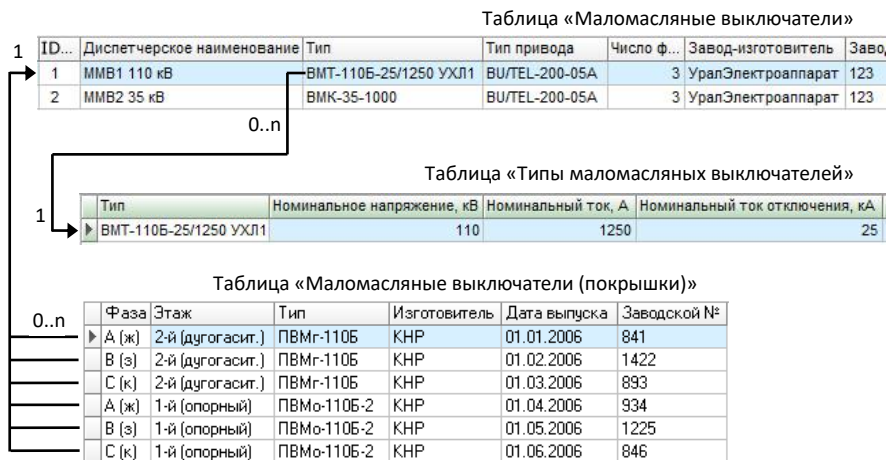 Таблица «Маломасляные выключатели»
1 ID... Диспетчерское наименование Тип Тип привода Число ф... Завод-изготовитель Завод
1 ММВ1 110 кВ ВМТ-110Б-25/1250 УХЛ1 BU/TEL-200-05A 3 УралЭлектроаппарат 123
2 ММВ2 35 кВ ВМК-35-1000 BU/TEL-200-05A 3 УралЭлектроаппарат 123
0..n
Таблица «Типы маломасляных выключателей»
Тип Номинальное напряжение, кВ Номинальный ток, А Номинальный ток отключения, кА
1 ВМТ-110Б-25/1250 УХЛ1 110 1250 25
Таблица «Маломасляные выключатели (покрышки)»
0..n Фаза Этаж Тип Изготовитель Дата выпуска Заводской №
А (ж) 2-й (дугогасит.) ПВМг-110Б КНР 01.01.2006 841
В (з) 2-й (дугогасит.) ПВМг-110Б КНР 01.02.2006 1422
С (к) 2-й (дугогасит.) ПВМг-110Б КНР 01.03.2006 893
А (ж) 1-й (опорный) ПВМо-110Б-2 КНР 01.04.2006 934
В (з) 1-й (опорный) ПВМо-110Б-2 КНР 01.05.2006 1225
С (к) 1-й (опорный) ПВМо-110Б-2 КНР 01.06.2006 846